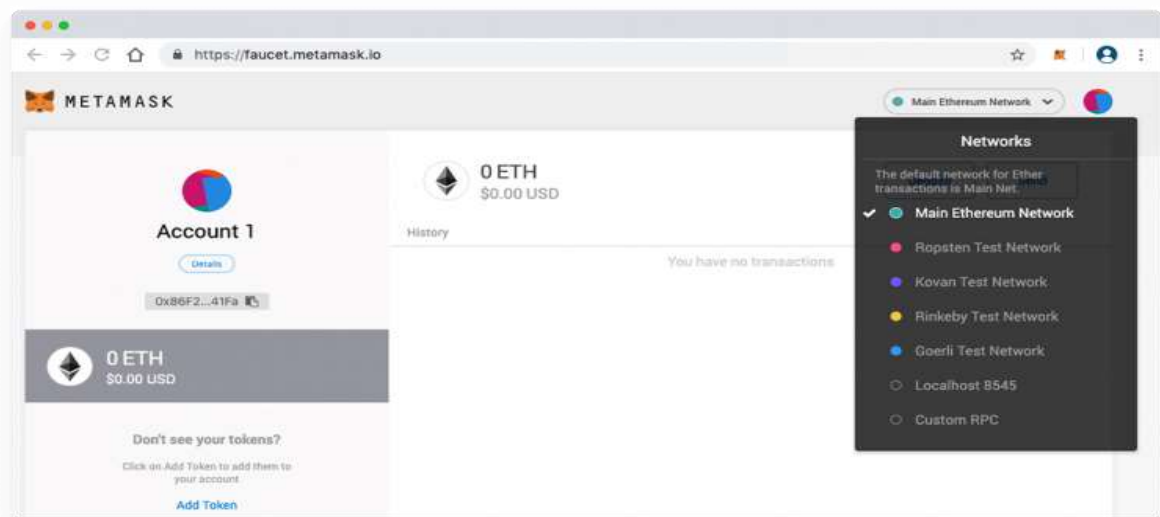 https://faucet.metamask.io
METAMASK
Main Ethereum Network
Account 1
Details
0x86F2...41Fa
0 ETH
$0.00 USD
Don't see your tokens?
Click on Add Token to add them to
your account
Add Token
0 ETH
$0.00 USD
History
You have no transactions
Networks
The default network for Ether
transactions is Main Net.
Main Ethereum Network
Ropsten Test Network
Kovan Test Network
Rinkeby Test Network
Goerli Test Network
Localhost 8545
Custom RPC